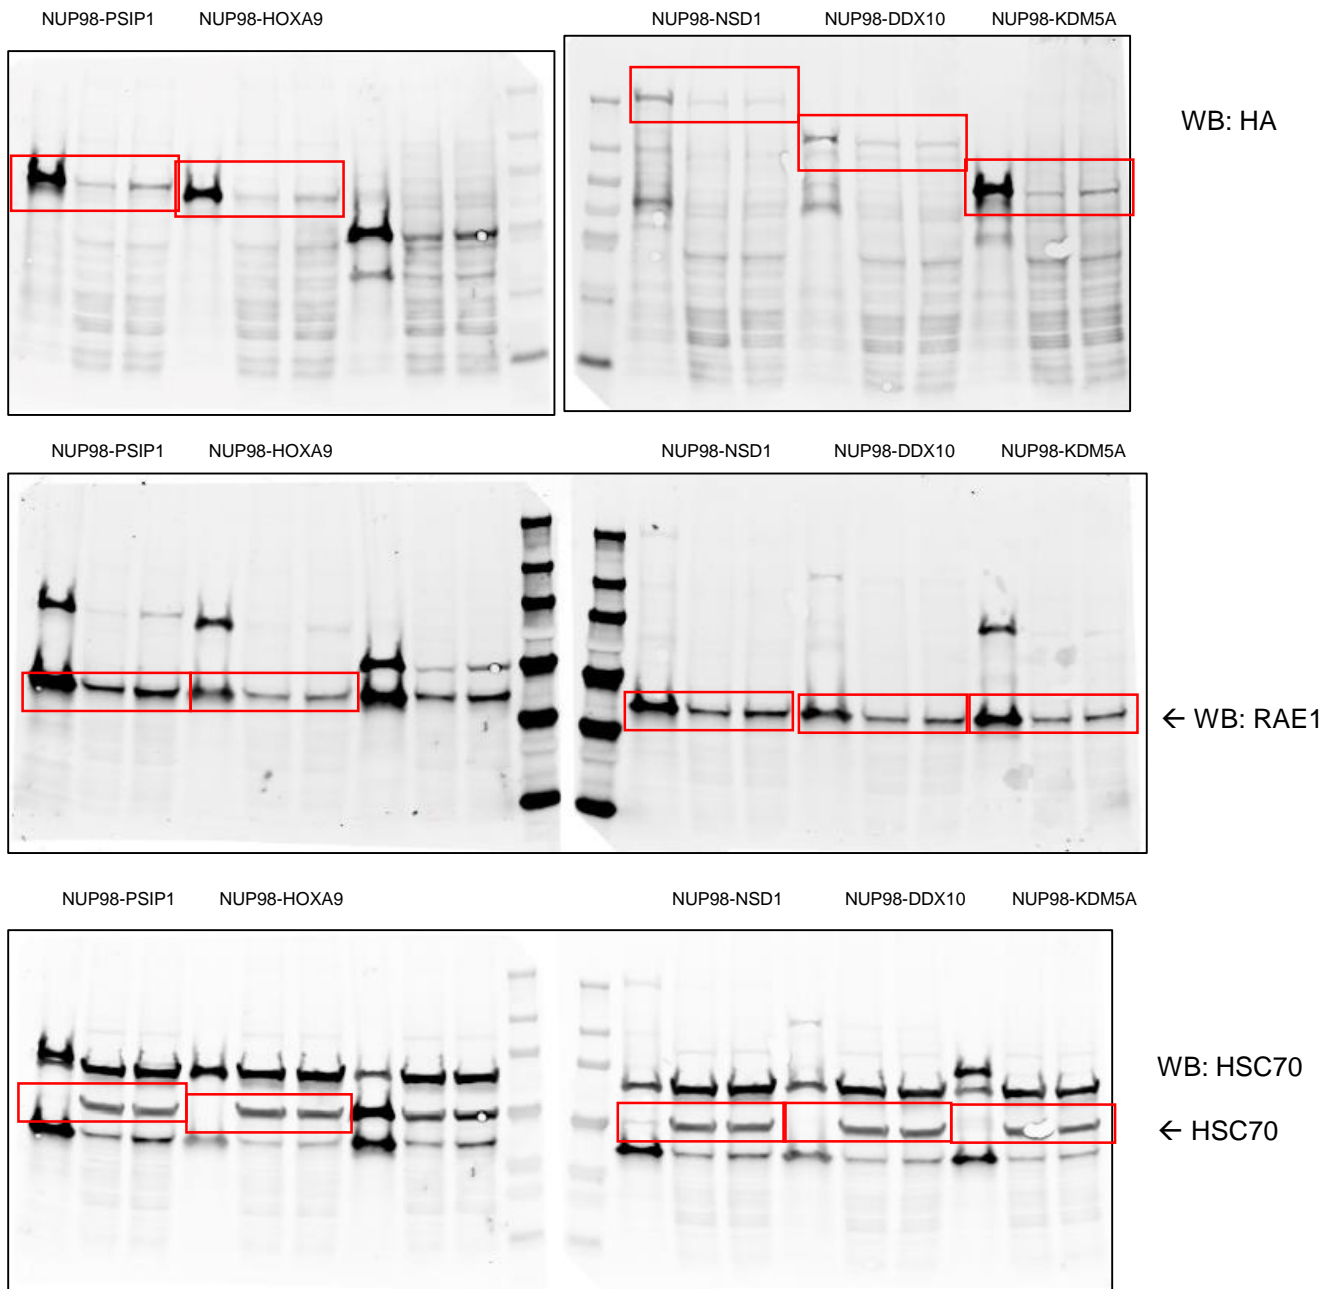 NUP98-PSIP1 NUP98-HOXA9 NUP98-NSD1 NUP98-DDX10 NUP98-KDM5A
WB: HA
NUP98-PSIP1 NUP98-HOXA9 NUP98-NSD1 NUP98-DDX10 NUP98-KDM5A
← WB: RAE1
NUP98-PSIP1 NUP98-HOXA9 NUP98-NSD1 NUP98-DDX10 NUP98-KDM5A
WB: HSC70
← HSC70